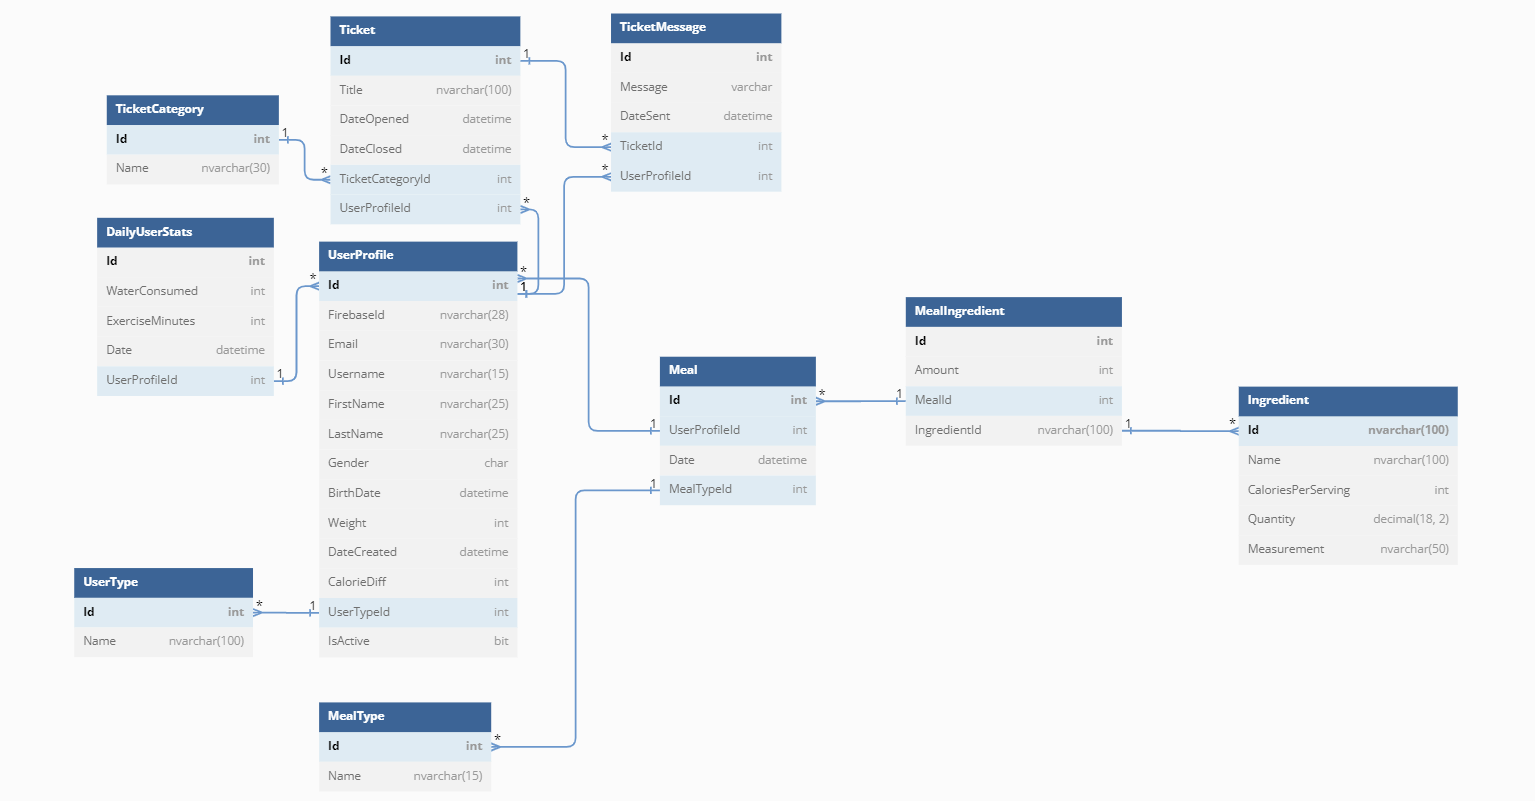 Ticket
Id int
Title nvarchar(100)
DateOpened datetime
DateClosed datetime
TicketCategoryId int
UserProfileId int
TicketMessage
Id int
Message varchar
DateSent datetime
TicketId int
UserProfileId int
TicketCategory
Id int
Name nvarchar(30)
DailyUserStats
Id int
WaterConsumed int
ExerciseMinutes int
Date datetime
UserProfileId int
UserProfile
Id int
FirebaseId nvarchar(28)
Email nvarchar(30)
Username nvarchar(15)
FirstName nvarchar(25)
LastName nvarchar(25)
Gender char
BirthDate datetime
Weight int
DateCreated datetime
CalorieDiff int
UserTypeId int
IsActive bit
Meal
Id int
UserProfileId int
Date datetime
MealTypeId int
MealIngredient
Id int
Amount int
MealId int
IngredientId nvarchar(100)
Ingredient
Id nvarchar(100)
Name nvarchar(100)
CaloriesPerServing int
Quantity decimal(18, 2)
Measurement nvarchar(50)
UserType
Id int
Name nvarchar(100)
MealType
Id int
Name nvarchar(15)
1
*
1
*
*
*
1
*
*
1
1
*
1
*
1
1
*
1
*
1
*